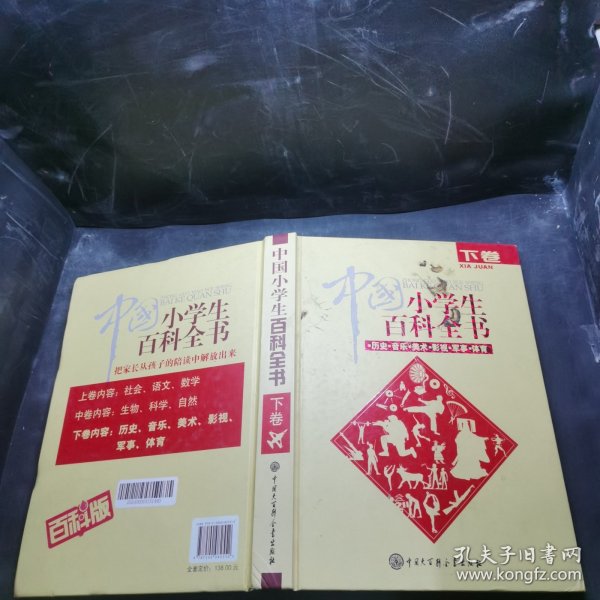 中国
BAIKE QUANSHU
小学生
百科全书
把家长从孩子的陪读中解放出来
上卷内容：社会、语文、数学
中卷内容：生物、科学、自然
下卷内容：历史、音乐、美术、影视、
军事、体育
百科版
全套定价：138.00元
中国小学生百科全书
下卷
中国大百科全书出版社
下卷
XIA JUAN
中国
小学生
百科全书
•历史•音乐•美术•影视•军事•体育
中国大百科全书出版社
孔夫子旧书网
www.kongfz.com